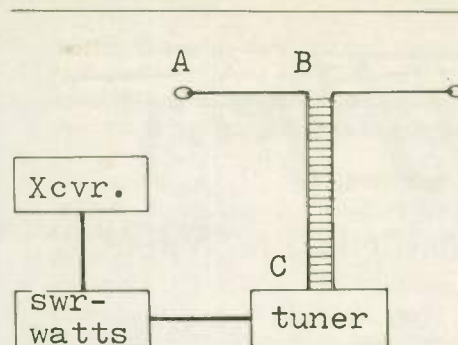 A B
Xcvr.
C
swr-
watts
tuner